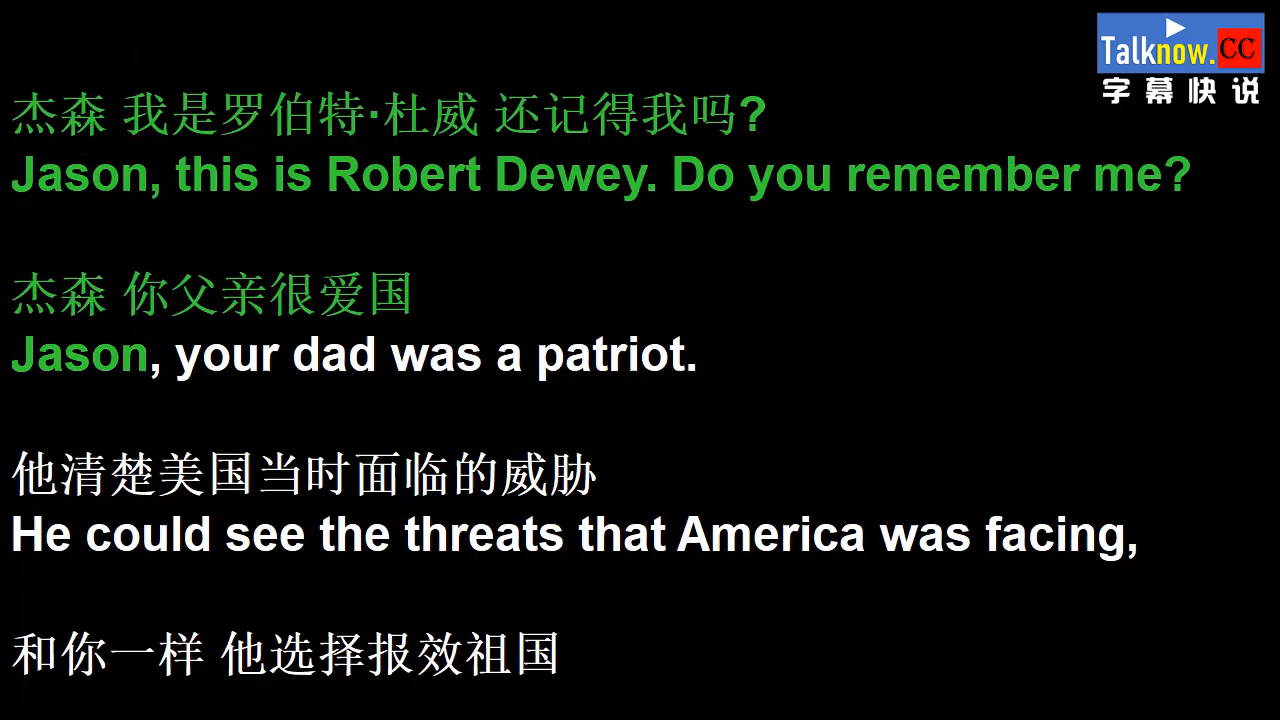 Talknow.CC
字幕快说
杰森 我是罗伯特·杜威 还记得我吗?
Jason, this is Robert Dewey. Do you remember me?
杰森 你父亲很爱国
Jason, your dad was a patriot.
他清楚美国当时面临的威胁
He could see the threats that America was facing,
和你一样 他选择报效祖国